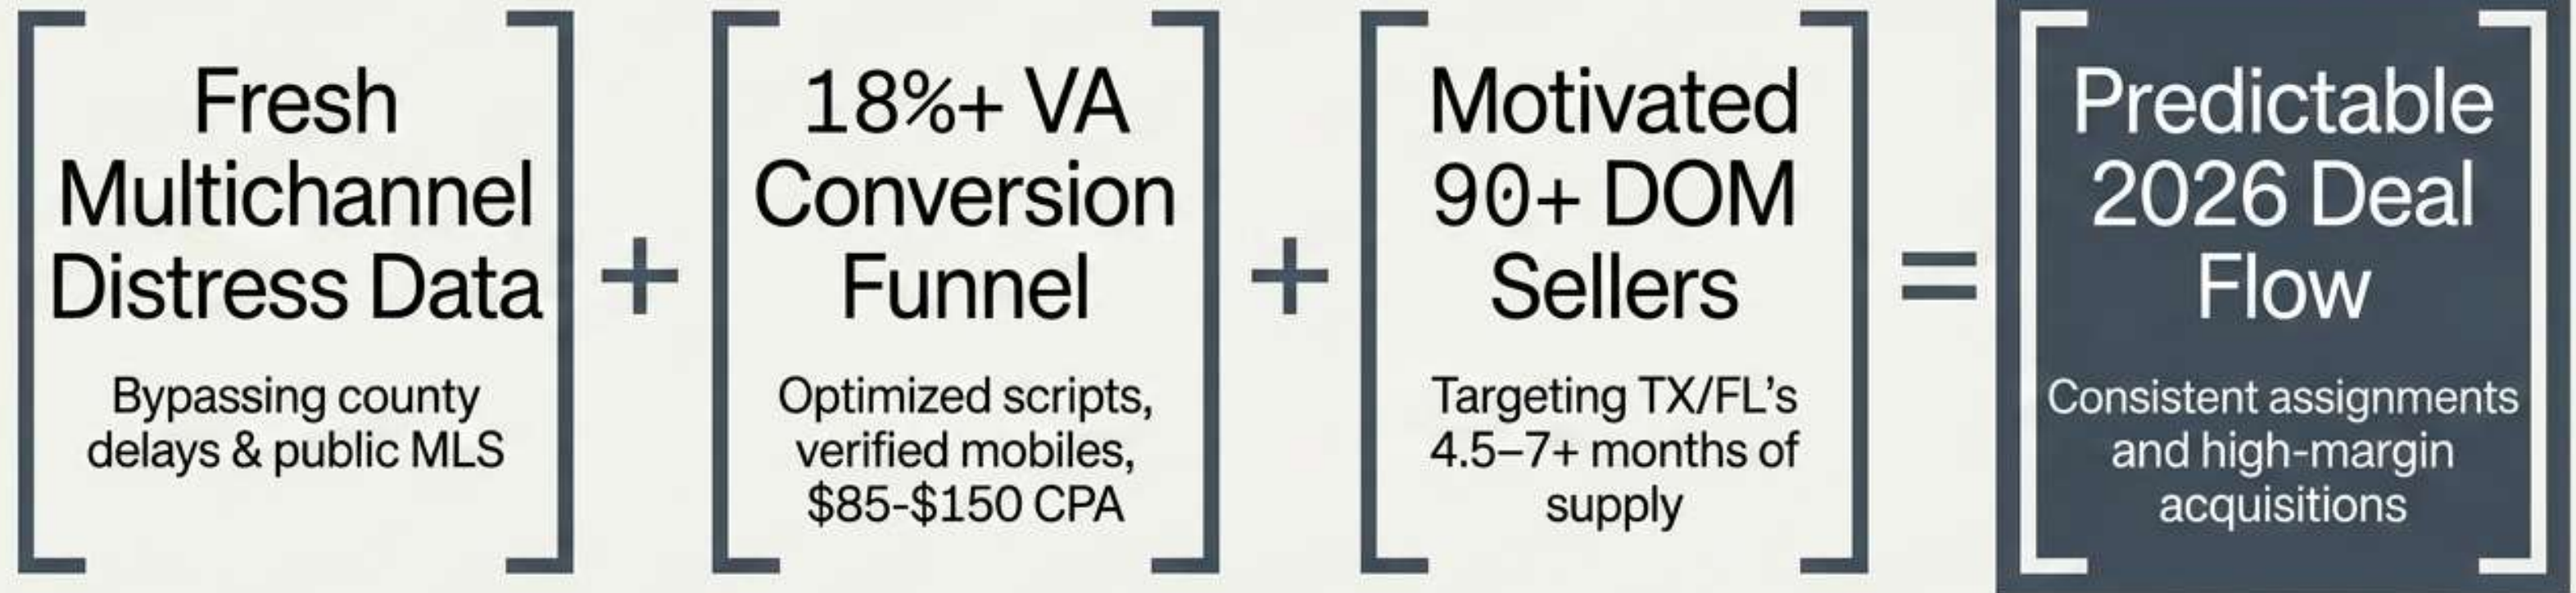 Fresh
Multichannel
Distress Data
Bypassing county
delays & public MLS
+
18%+ VA
Conversion
Funnel
Optimized scripts,
verified mobiles,
$85-$150 CPA
+
Motivated
90+ DOM
Sellers
Targeting TX/FL’s
4.5–7+ months of
supply
=
Predictable
2026 Deal
Flow
Consistent assignments
and high-margin
acquisitions